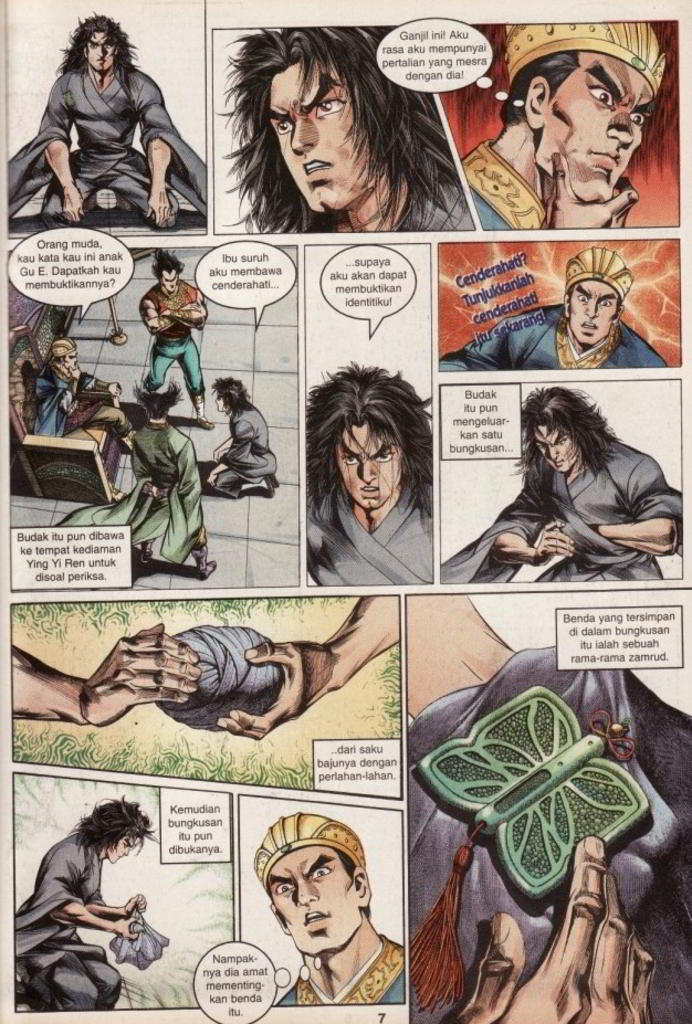 Ganjil ini! Aku
rasa aku mempunyai
pertalian yang mesra
dengan dia!
Orang muda,
kau kata kau ini anak
Gu E. Dapatkah kau
membuktikannya?
Ibu suruh
aku membawa
cenderahati...
Budak itu pun dibawa
ke tempat kediaman
Ying Yi Ren untuk
disoal periksa.
...supaya
aku akan dapat
membuktikan
identitiku!
Cenderahati?
Tunjukkanlah
cenderahati
itu sekarang!
Budak
itu pun
mengeluar-
kan satu
bungkusan...
..dari saku
bajunya dengan
perlahan-lahan.
Benda yang tersimpan
di dalam bungkusan
itu ialah sebuah
rama-rama zamrud.
Kemudian
bungkusan
itu pun
dibukanya.
Nampak-
nya dia amat
mementing-
kan benda
itu.
7